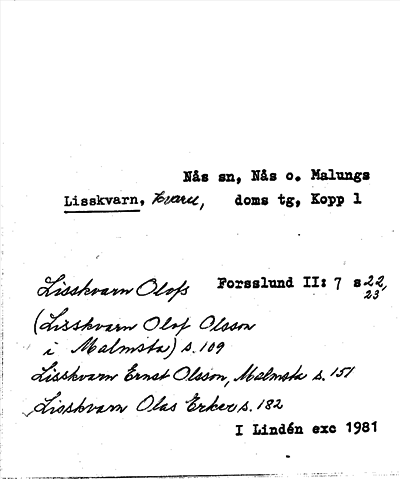 Nås sn, Nås o. Malungs
Lisskvarn, kvarn, doms tg, Kopp 1
Lisskvarn Olofs Forsslund II: 7 s 22,
23,
(Lisskvarn Olof Olsson
i Malmsta) s. 109
Lisskvarn Ernst Olsson, Malmsta s. 151
Lisskvarn Olas Erker s. 182
I Lindén exc 1981